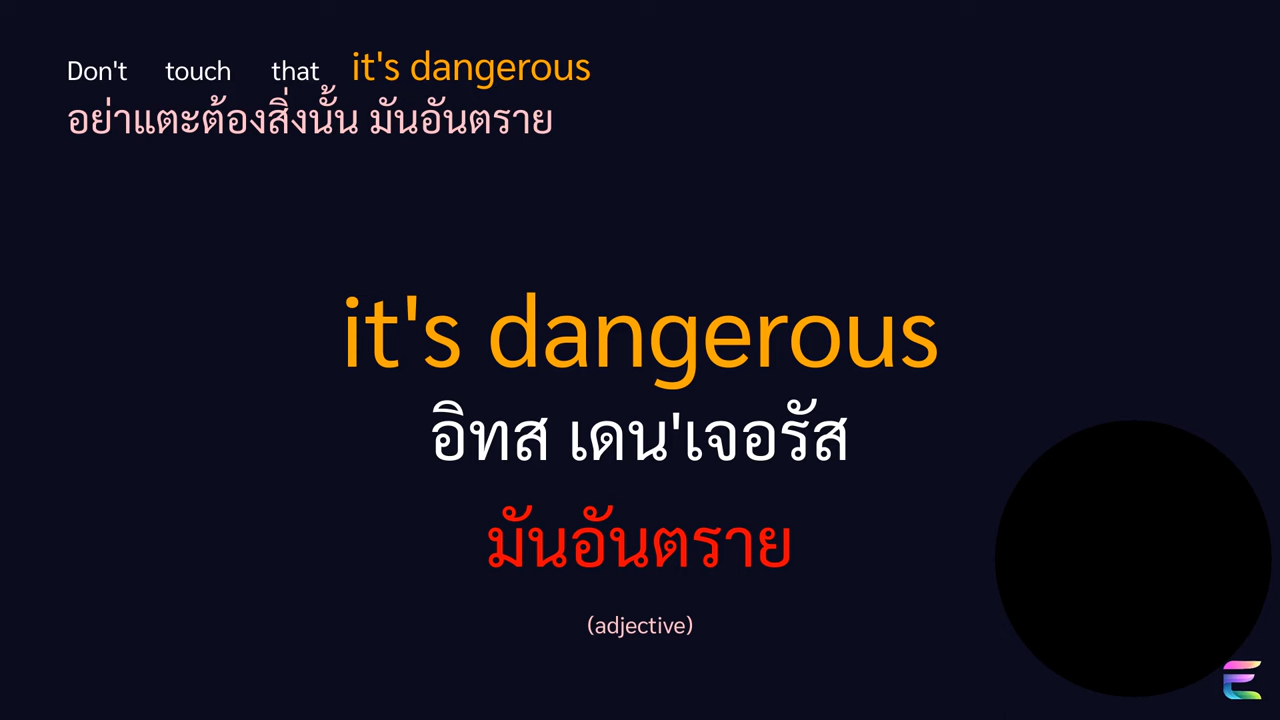 Don't touch that it's dangerous
อย่าแตะต้องสิ่งนั้น มันอันตราย
it's dangerous
อิทส เดน'เจอรัส
มันอันตราย
(adjective)